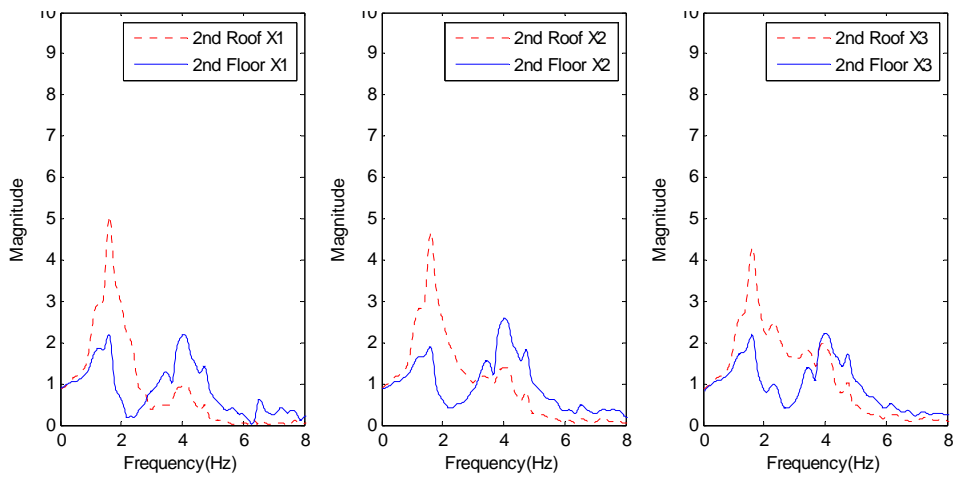 10
9
8
7
6
5
4
3
2
1
0
Magnitude
2nd Roof X1
2nd Floor X1
0 2 4 6 8
Frequency(Hz)
10
9
8
7
6
5
4
3
2
1
0
Magnitude
2nd Roof X2
2nd Floor X2
0 2 4 6 8
Frequency(Hz)
10
9
8
7
6
5
4
3
2
1
0
Magnitude
2nd Roof X3
2nd Floor X3
0 2 4 6 8
Frequency(Hz)